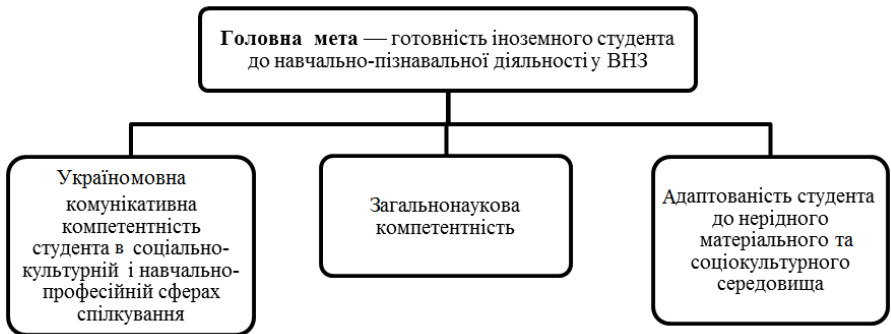 Головна мета — готовність іноземного студента
до навчально-пізнавальної діяльності у ВНЗ
Україномовна
комунікативна
компетентність
студента в соціально-
культурній і навчально-
професійній сферах
спілкування
Загальнонаукова
компетентність
Адаптованість студента
до нерідного
матеріального та
соціокультурного
середовища